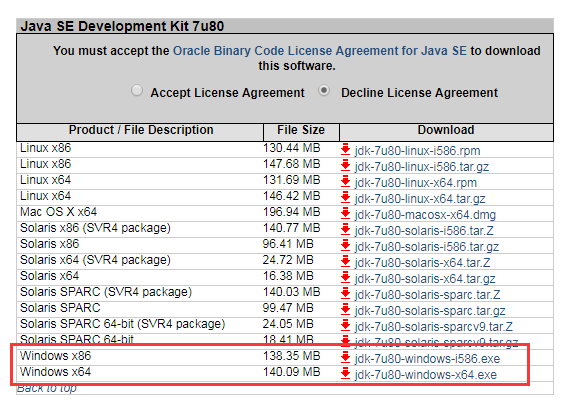 Java SE Development Kit 7u80
You must accept the Oracle Binary Code License Agreement for Java SE to download
this software.
Accept License Agreement Decline License Agreement
Product / File Description File Size Download
Linux x86 130.44 MB jdk-7u80-linux-i586.rpm
Linux x86 147.68 MB jdk-7u80-linux-i586.tar.gz
Linux x64 131.69 MB jdk-7u80-linux-x64.rpm
Linux x64 146.42 MB jdk-7u80-linux-x64.tar.gz
Mac OS X x64 196.94 MB jdk-7u80-macosx-x64.dmg
Solaris x86 (SVR4 package) 140.77 MB jdk-7u80-solaris-i586.tar.Z
Solaris x86 96.41 MB jdk-7u80-solaris-i586.tar.gz
Solaris x64 (SVR4 package) 24.72 MB jdk-7u80-solaris-x64.tar.Z
Solaris x64 16.38 MB jdk-7u80-solaris-x64.tar.gz
Solaris SPARC (SVR4 package) 140.03 MB jdk-7u80-solaris-sparc.tar.Z
Solaris SPARC 99.47 MB jdk-7u80-solaris-sparc.tar.gz
Solaris SPARC 64-bit (SVR4 package) 24.05 MB jdk-7u80-solaris-sparcv9.tar.Z
Solaris SPARC 64-bit 18.41 MB jdk-7u80-solaris-sparcv9.tar.gz
Windows x86 138.35 MB jdk-7u80-windows-i586.exe
Windows x64 140.09 MB jdk-7u80-windows-x64.exe
Back to top